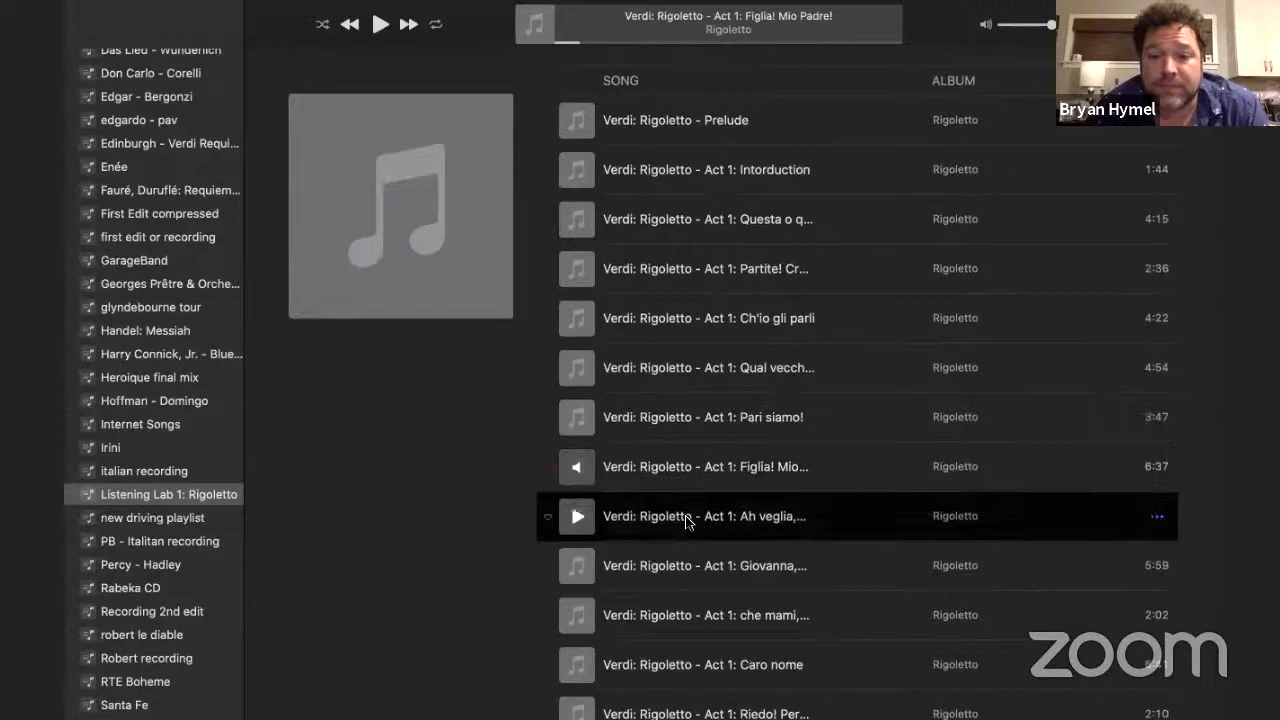 Verdi: Rigoletto - Act 1: Figlia! Mio Padre!
Rigoletto
Bryan Hymel
Das Lied - Wunderlich
Don Carlo - Corelli
Edgar - Bergonzi
edgardo - pav
Edinburgh - Verdi Requi...
Enée
Fauré, Duruflé: Requiem...
First Edit compressed
first edit or recording
GarageBand
Georges Prêtre & Orche...
glyndebourne tour
Handel: Messiah
Harry Connick, Jr. - Blue...
Heroique final mix
Hoffman - Domingo
Internet Songs
Irini
italian recording
Listening Lab 1: Rigoletto
new driving playlist
PB - Italitan recording
Percy - Hadley
Rabeka CD
Recording 2nd edit
robert le diable
Robert recording
RTE Boheme
Santa Fe
SONG ALBUM
Verdi: Rigoletto - Prelude Rigoletto
Verdi: Rigoletto - Act 1: Intorduction Rigoletto 1:44
Verdi: Rigoletto - Act 1: Questa o q... Rigoletto 4:15
Verdi: Rigoletto - Act 1: Partite! Cr... Rigoletto 2:36
Verdi: Rigoletto - Act 1: Ch'io gli parli Rigoletto 4:22
Verdi: Rigoletto - Act 1: Qual vecch... Rigoletto 4:54
Verdi: Rigoletto - Act 1: Pari siamo! Rigoletto 3:47
Verdi: Rigoletto - Act 1: Figlia! Mio... Rigoletto 6:37
Verdi: Rigoletto - Act 1: Ah veglia,... Rigoletto ...
Verdi: Rigoletto - Act 1: Giovanna,... Rigoletto 5:59
Verdi: Rigoletto - Act 1: che mami,... Rigoletto 2:02
Verdi: Rigoletto - Act 1: Caro nome Rigoletto
Verdi: Rigoletto - Act 1: Riedo! Per... Rigoletto 2:10
zoom